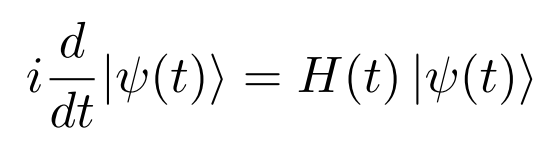 i d/dt |ψ(t)⟩ = H(t) |ψ(t)⟩